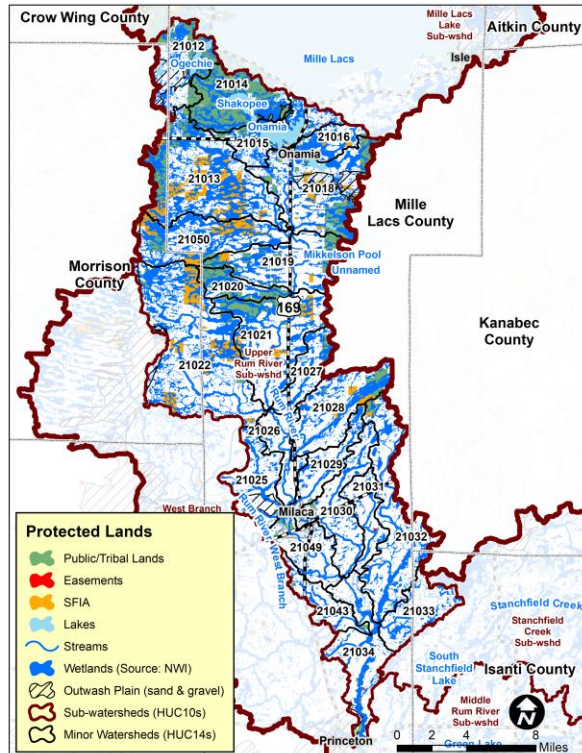 Crow Wing County
Mille Lacs
Lake
Sub-wshd
Aitkin County
21012
Ogechie
Mille Lacs
Isle
21014
Shakopee
Onamia
21016
21015
Onamia
21013
21018
Mille
Lacs County
21050
21019
Mikkelson Pool
Unnamed
Morrison
County
21020
169
Kanabec
County
21021
Upper
Rum River
Sub-wshd
21022
21027
21028
Rum River
21026
21029
21025
21031
Rum River, West Branch
West Branch
Milaca
21030
21032
21049
21043
21033
21034
Stanchfield Creek
Stanchfield
Creek
Sub-wshd
South
Stanchfield
Lake
Isanti County
Middle
Rum River
Sub-wshd
Princeton
Green Lake
N
0 2 4 8
Miles
Protected Lands
Public/Tribal Lands
Easements
SFIA
Lakes
Streams
Wetlands (Source: NWI)
Outwash Plain (sand & gravel)
Sub-watersheds (HUC10s)
Minor Watersheds (HUC14s)